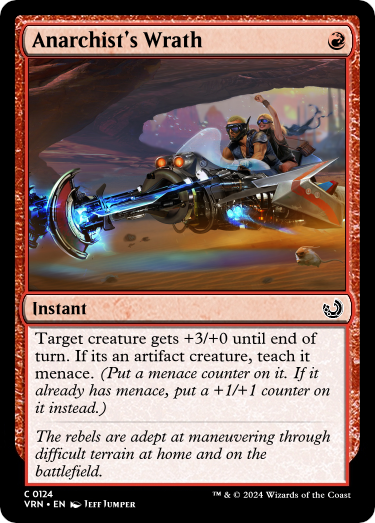 Anarchist's Wrath
Instant
Target creature gets +3/+0 until end of
turn. If its an artifact creature, teach it
menace. (Put a menace counter on it. If it
already has menace, put a +1/+1 counter on
it instead.)
The rebels are adept at maneuvering through
difficult terrain at home and on the
battlefield.
C 0124
VRN • EN Jeff Jumper
™ & © 2024 Wizards of the Coast